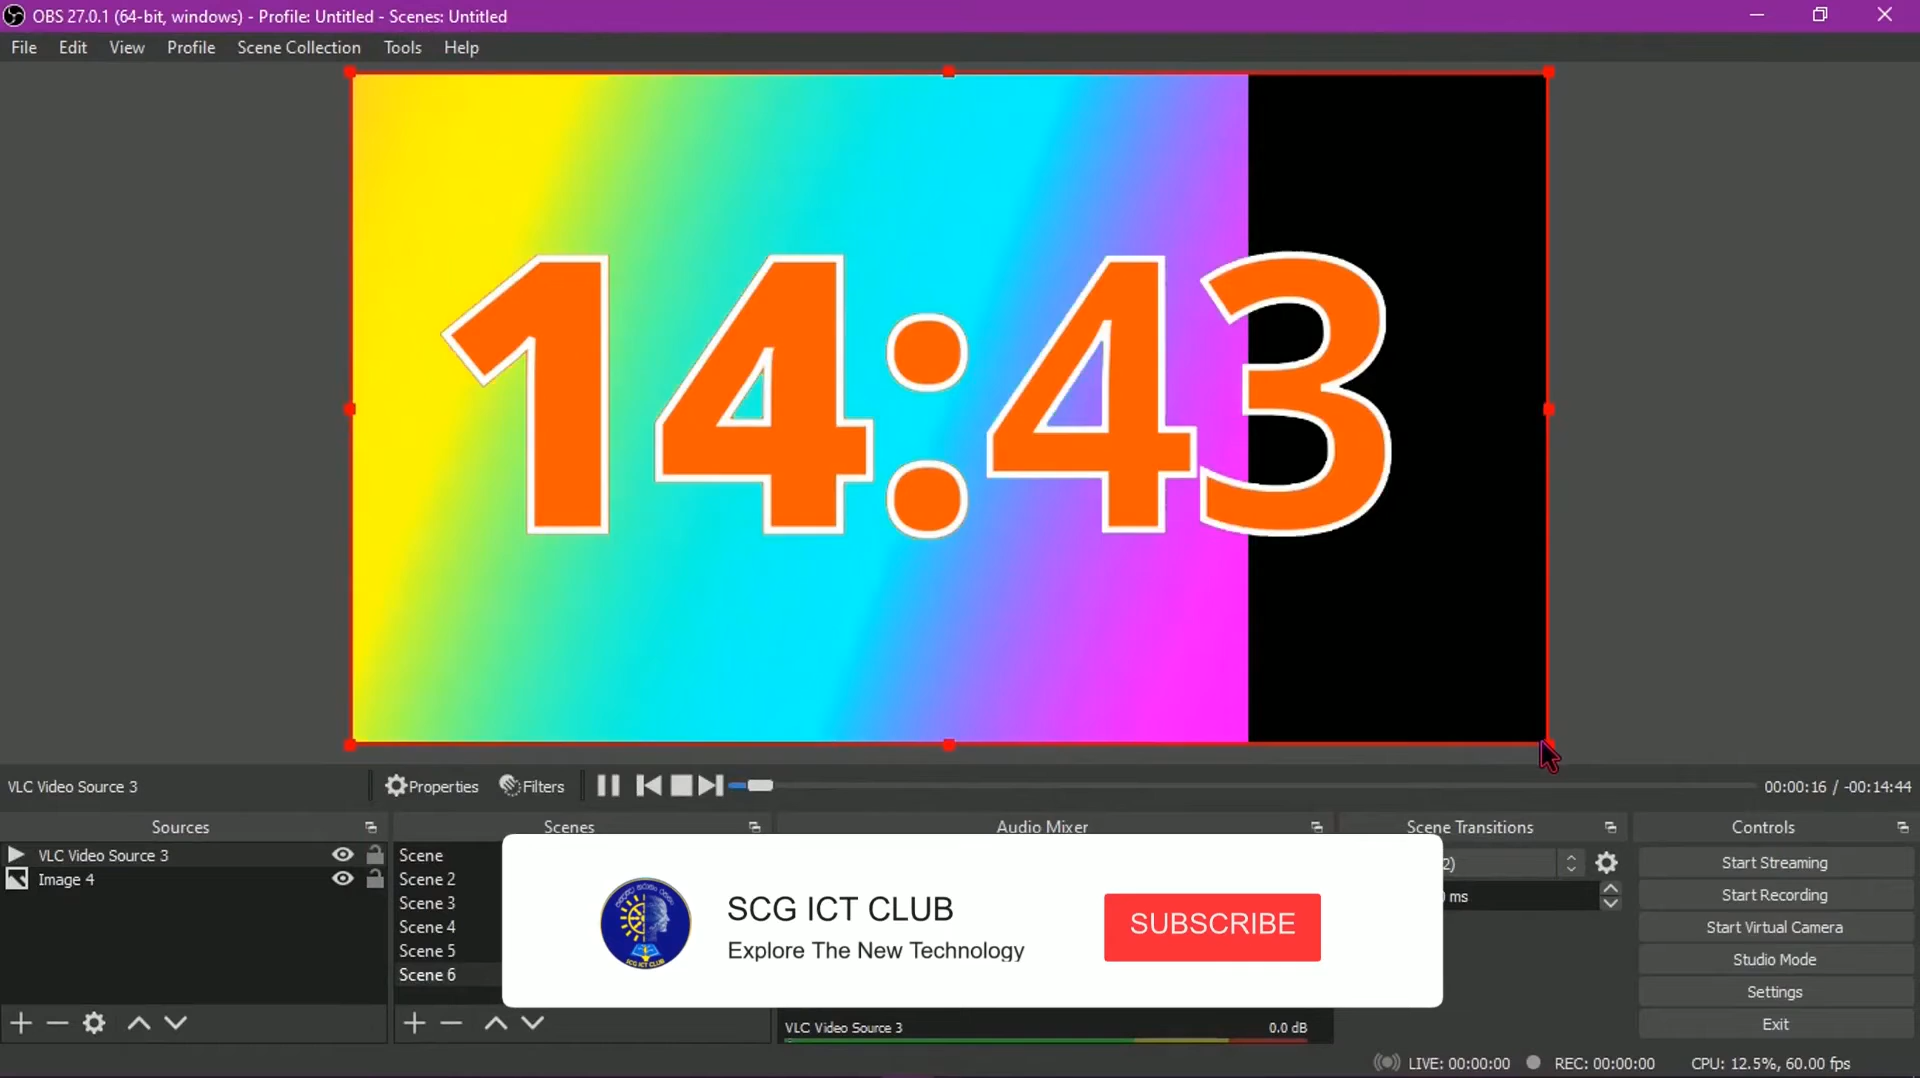 OBS 27.0.1 (64-bit, windows) - Profile: Untitled - Scenes: Untitled
File Edit View Profile Scene Collection Tools Help
14:43
VLC Video Source 3 Properties Filters 00:00:16 / -00:14:44
Sources Scenes Audio Mixer Scene Transitions Controls
VLC Video Source 3
Image 4
Scene
Scene 2
Scene 3
Scene 4
Scene 5
Scene 6
SCG ICT CLUB
Explore The New Technology
SUBSCRIBE
SCG ICT CLUB
2)
ms
Start Streaming
Start Recording
Start Virtual Camera
Studio Mode
Settings
Exit
VLC Video Source 3 0.0 dB
LIVE: 00:00:00 REC: 00:00:00 CPU: 12.5%, 60.00 fps